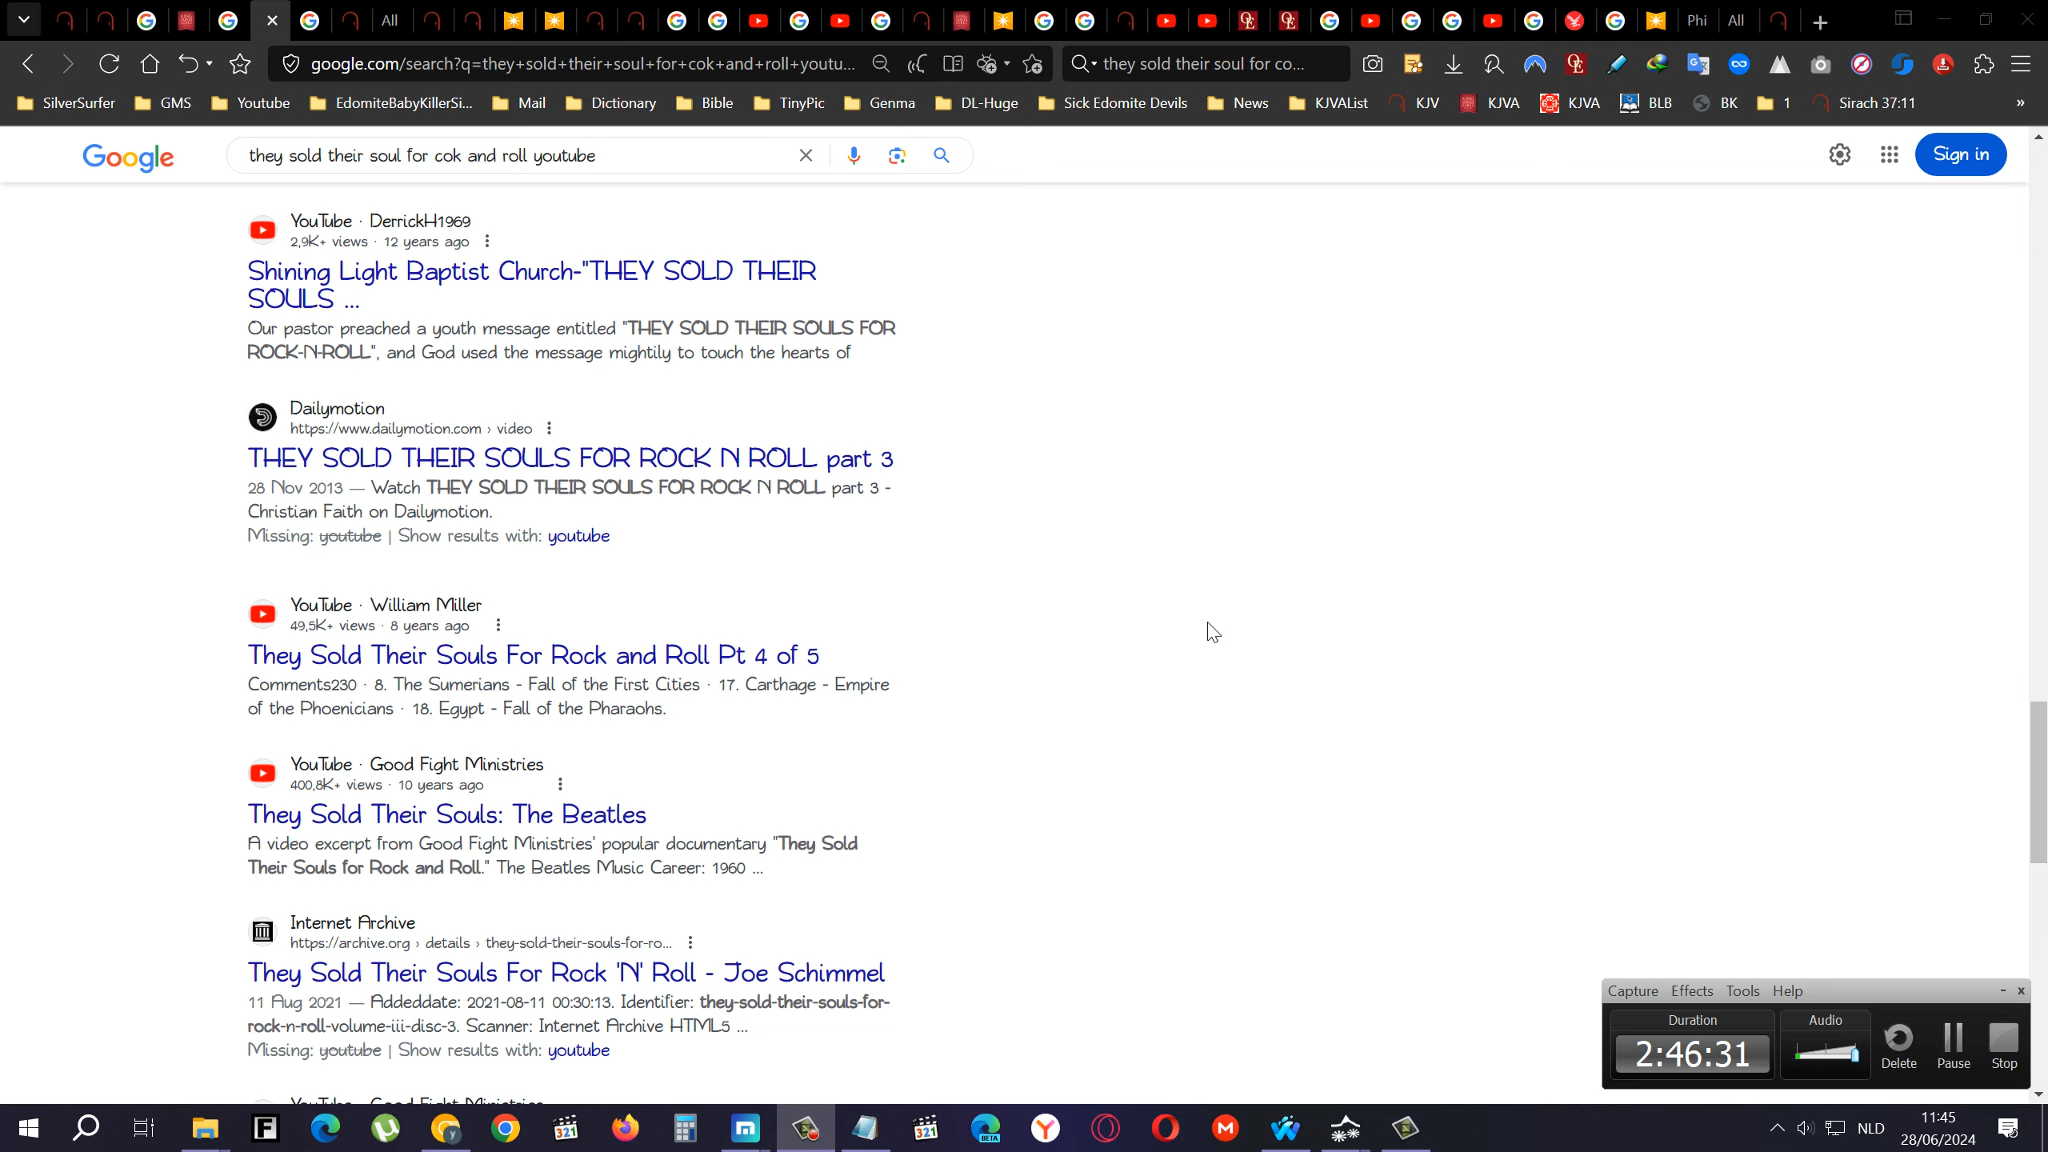 All
Phi
All
google.com/search?q=they+sold+their+soul+for+cok+and+roll+youtu...
they sold their soul for co...
SilverSurfer
GMS
Youtube
EdomiteBabyKillerSi...
Mail
Dictionary
Bible
TinyPic
Genma
DL-Huge
Sick Edomite Devils
News
KJVAList
KJV
KJVA
KJVA
BLB
BK
1
Sirach 37:11
»
Google
they sold their soul for cok and roll youtube
Sign in
YouTube · DerrickH1969
2,9K+ views · 12 years ago
Shining Light Baptist Church-"THEY SOLD THEIR
SOULS ...
Our pastor preached a youth message entitled "THEY SOLD THEIR SOULS FOR
ROCK-N-ROLL", and God used the message mightily to touch the hearts of
Dailymotion
https://www.dailymotion.com › video
THEY SOLD THEIR SOULS FOR ROCK N ROLL part 3
28 Nov 2013 — Watch THEY SOLD THEIR SOULS FOR ROCK N ROLL part 3 -
Christian Faith on Dailymotion.
Missing: youtube | Show results with: youtube
YouTube · William Miller
49,5K+ views · 8 years ago
They Sold Their Souls For Rock and Roll Pt 4 of 5
Comments230 · 8. The Sumerians - Fall of the First Cities · 17. Carthage - Empire
of the Phoenicians · 18. Egypt - Fall of the Pharaohs.
YouTube · Good Fight Ministries
400,8K+ views · 10 years ago
They Sold Their Souls: The Beatles
A video excerpt from Good Fight Ministries' popular documentary "They Sold
Their Souls for Rock and Roll." The Beatles Music Career: 1960 ...
Internet Archive
https://archive.org › details › they-sold-their-souls-for-ro...
They Sold Their Souls For Rock 'N' Roll - Joe Schimmel
11 Aug 2021 — Addeddate: 2021-08-11 00:30:13. Identifier: they-sold-their-souls-for-
rock-n-roll-volume-iii-disc-3. Scanner: Internet Archive HTML5 ...
Missing: youtube | Show results with: youtube
YouTube · Good Fight Ministries
Capture Effects Tools Help
Duration
Audio
2:46:31
Delete
Pause
Stop
NLD
11:45
28/06/2024